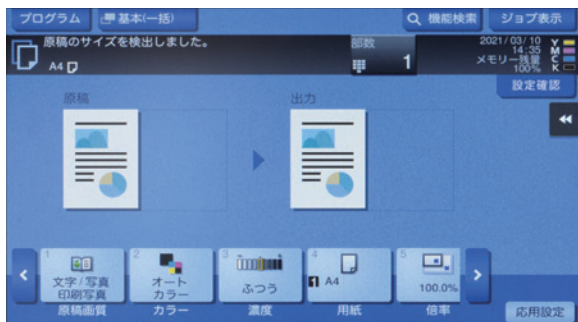 プログラム
基本(一括)
機能検索
ジョブ表示
原稿のサイズを検出しました。
A4
部数
1
2021/03/10
14:35
メモリー残量
100%
Y
M
C
K
設定確認
原稿
出力
1
文字/写真
印刷写真
原稿画質
2
オート
カラー
カラー
3
ふつう
濃度
4
1 A4
用紙
5
100.0%
倍率
応用設定